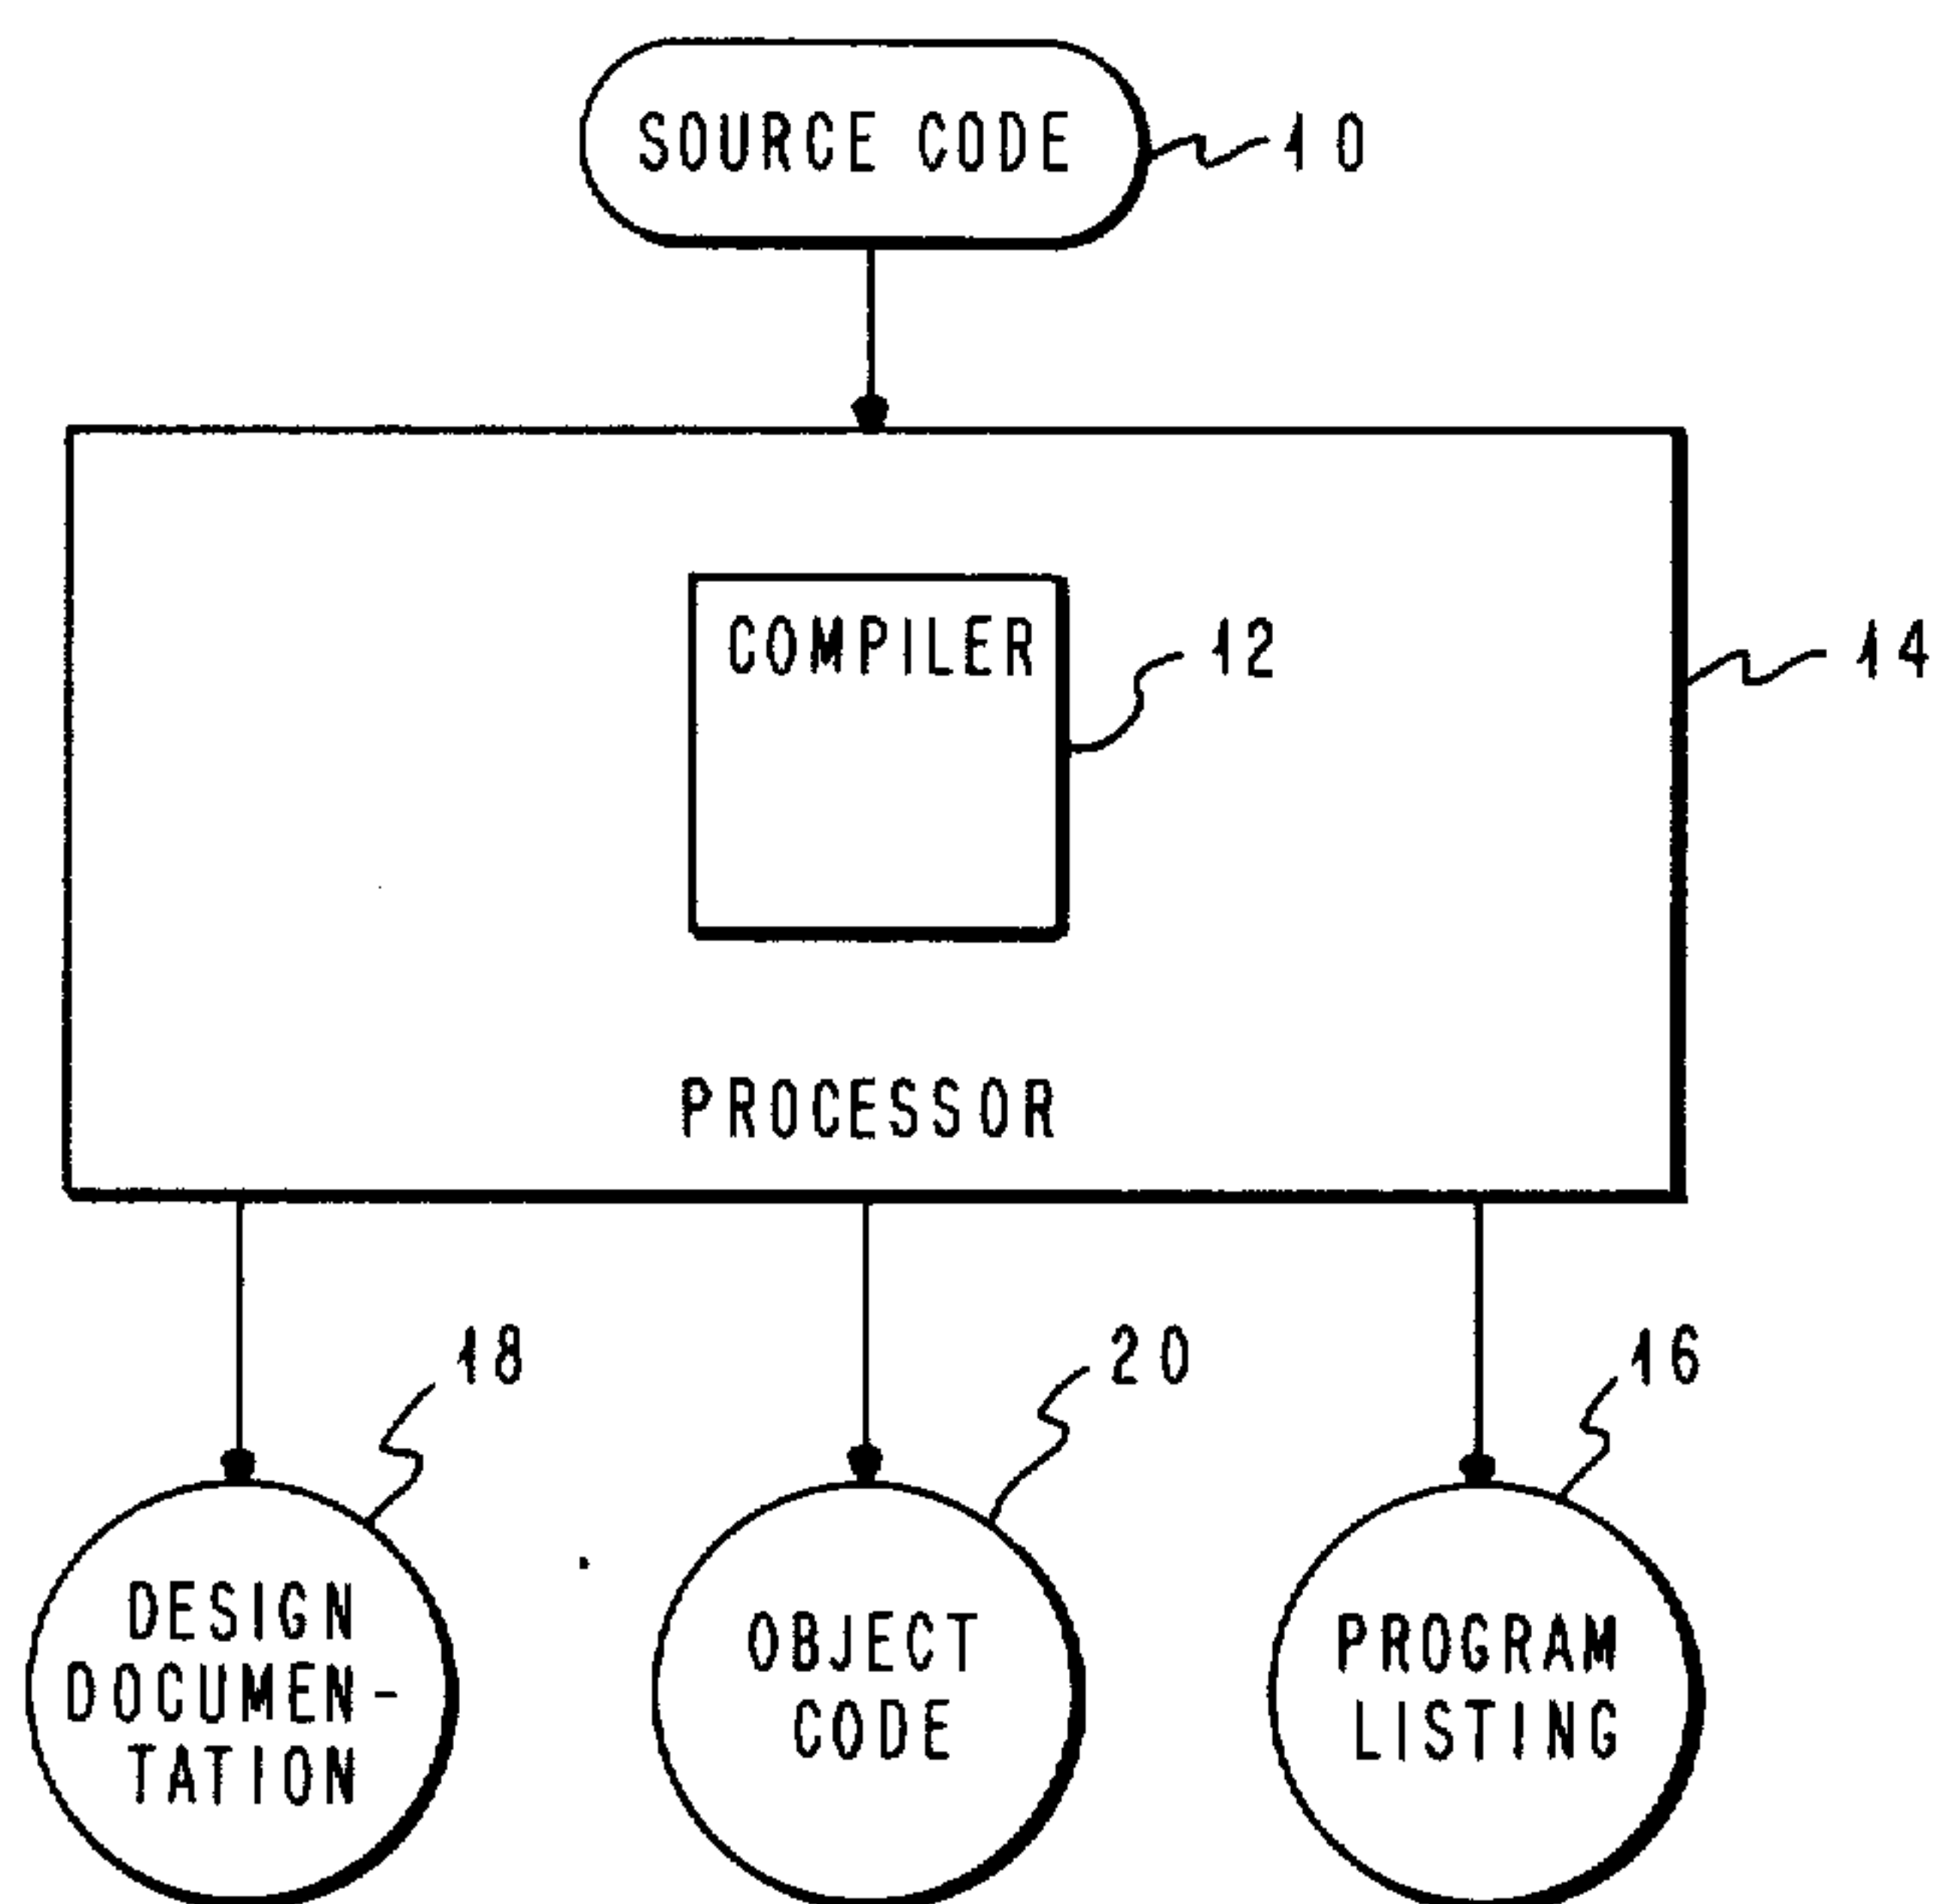 SOURCE CODE
10
COMPILER
12
14
PROCESSOR
18
20
16
DESIGN
DOCUMEN-
TATION
OBJECT
CODE
PROGRAM
LISTING